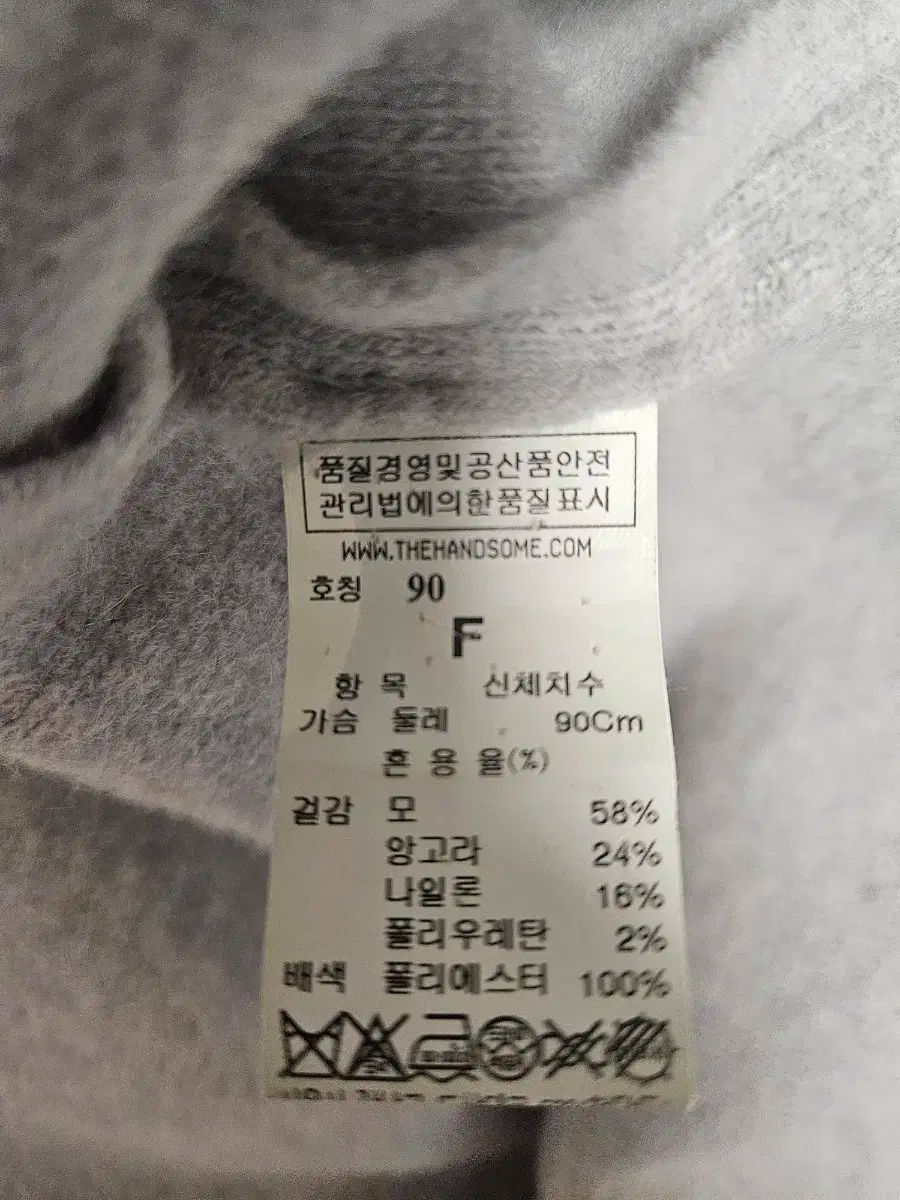 품질경영및공산품안전
관리법에의한품질표시
WWW.THEHANDSOME.COM
호칭 90
F
항 목 신체치수
가슴 둘레 90Cm
혼 용 율(%)
겉감 모 58%
앙고라 24%
나일론 16%
폴리우레탄 2%
배색 폴리에스터 100%